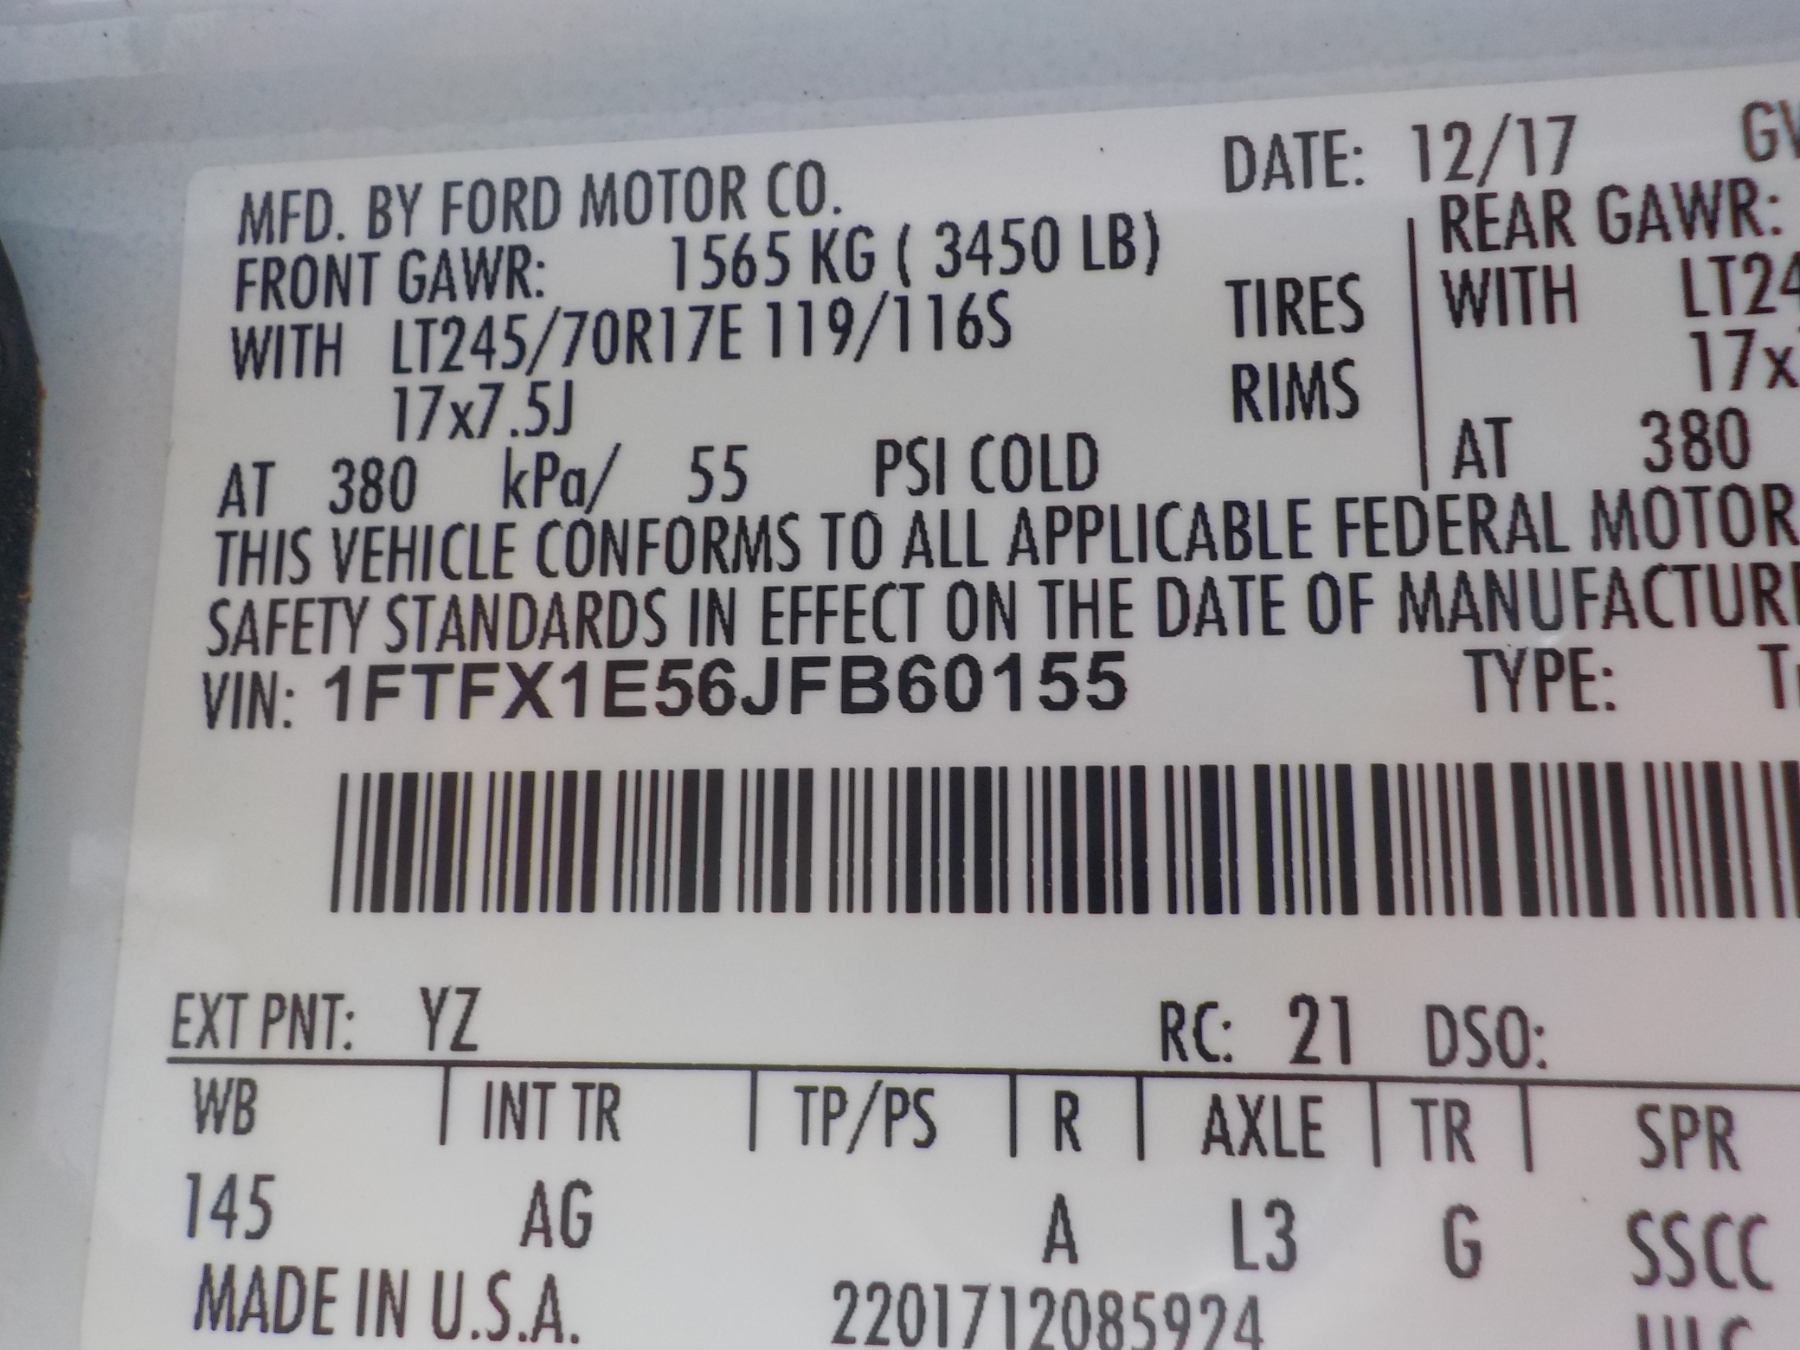 DATE: 12/17
MFD. BY FORD MOTOR CO.
FRONT GAWR: 1565 KG ( 3450 LB) REAR GAWR:
WITH LT245/70R17E 119/116S TIRES WITH
17x7.5J RIMS
AT 380 kPa/ 55 PSI COLD AT 380
THIS VEHICLE CONFORMS TO ALL APPLICABLE FEDERAL MOTOR
SAFETY STANDARDS IN EFFECT ON THE DATE OF
VIN: 1FTFX1E56JFB60155 TYPE:
EXT PNT: YZ RC: 21 DSO:
WB INT TR TP/PS R AXLE TR SPR
145 AG A L3 G SSCC
MADE IN U.S.A. 2201712085924